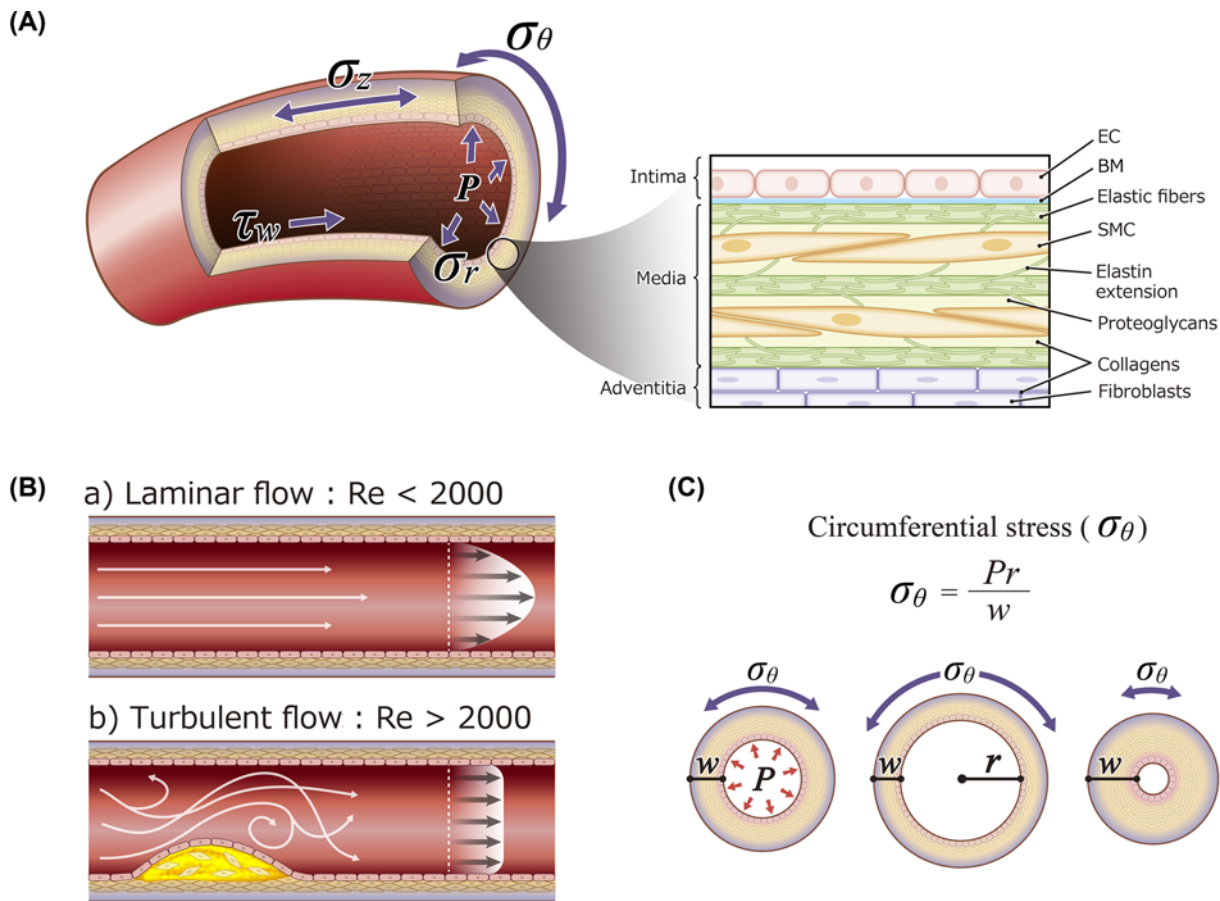 (A)
σθ
σz
P
τw
σr
Intima
Media
Adventitia
EC
BM
Elastic fibers
SMC
Elastin
extension
Proteoglycans
Collagens
Fibroblasts
(B)
a) Laminar flow : Re < 2000
b) Turbulent flow : Re > 2000
(C)
Circumferential stress ( σθ )
σθ = Pr
w
σθ
σθ
σθ
w
P
w
r
w